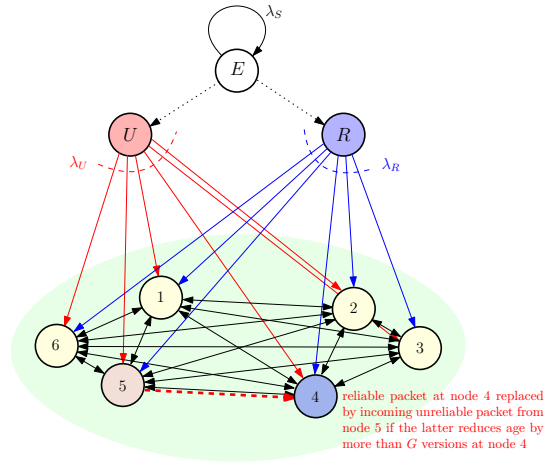 λ_S
E
U
R
λ_U
λ_R
1
2
6
3
5
4
reliable packet at node 4 replaced
by incoming unreliable packet from
node 5 if the latter reduces age by
more than G versions at node 4